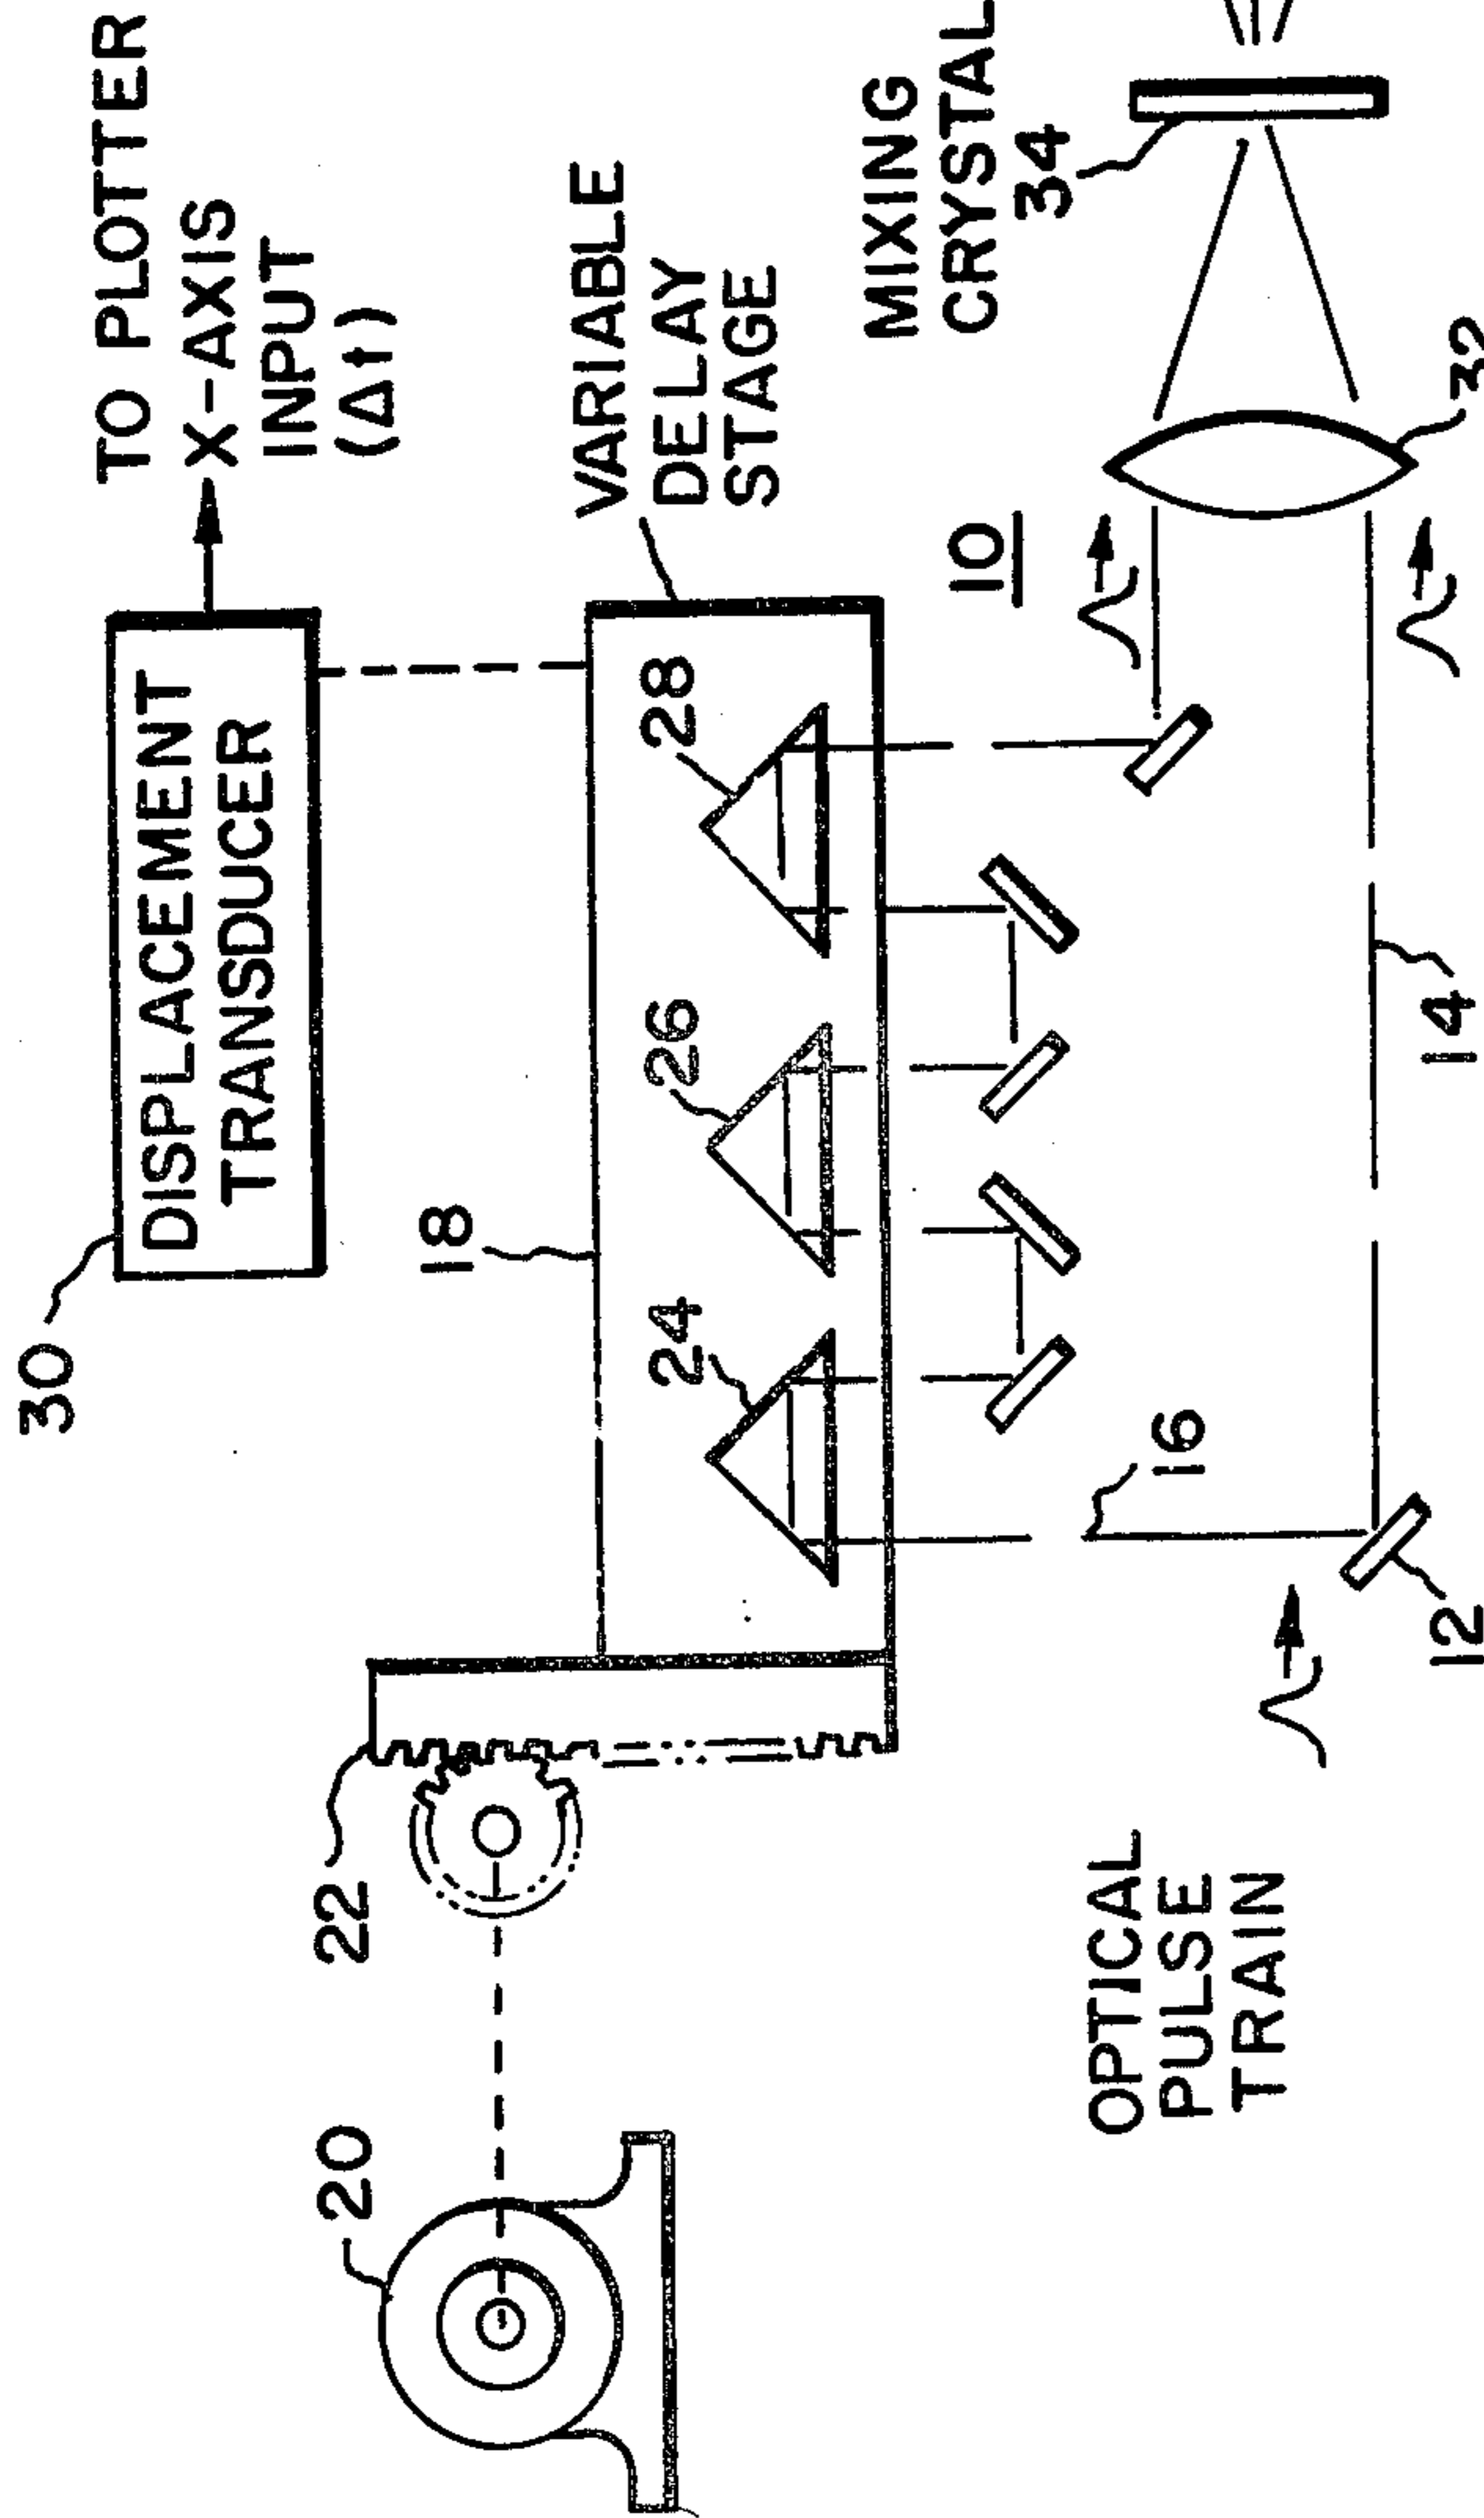 30
DISPLACEMENT
TRANSDUCER
TO PLOTTER
X-AXIS
INPUT
(Δt)
20
22
18
VARIABLE
DELAY
STAGE
24
26
28
10
MIXING
CRYSTAL
34
OPTICAL
PULSE
TRAIN
16
12
14
32